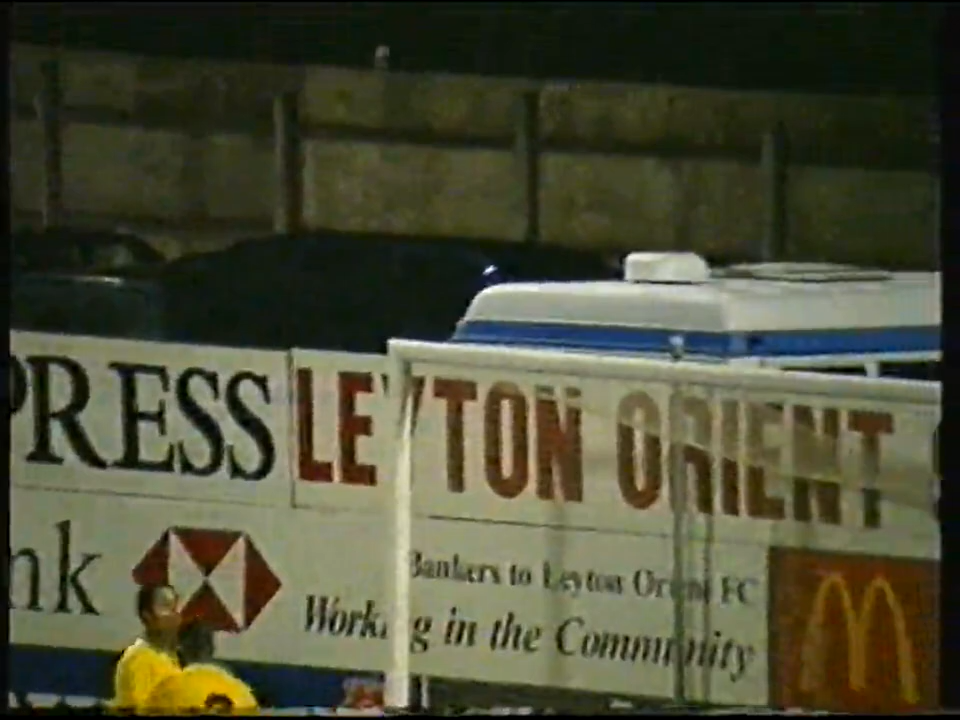 PRESS LEYTON ORIENT
nk
Bankers to Leyton Orient FC
Working in the Community